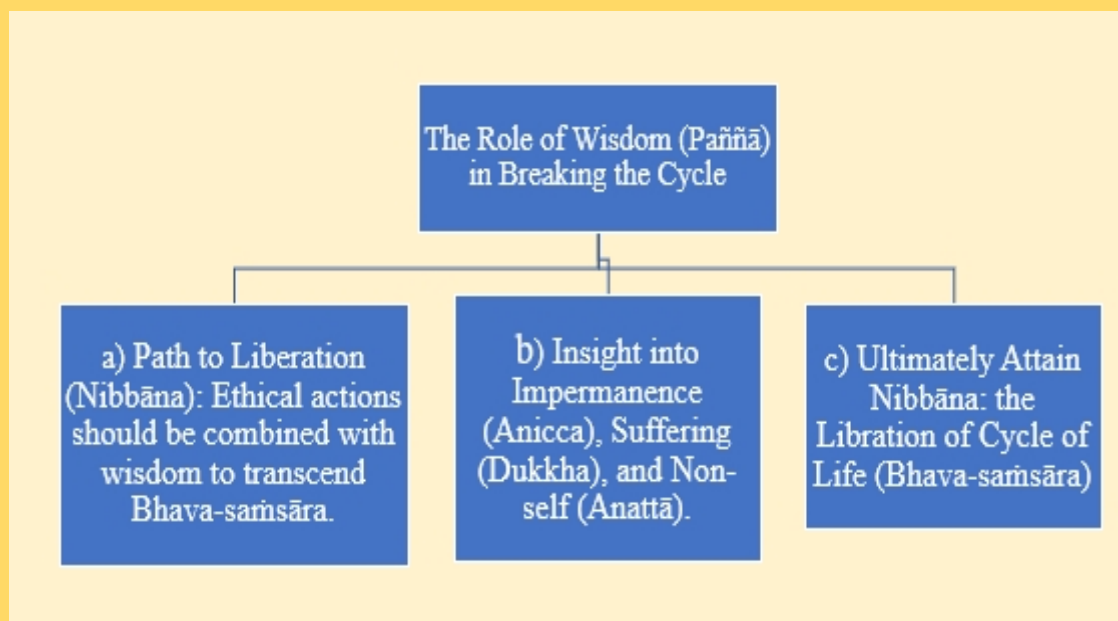 The Role of Wisdom (Paññā)
in Breaking the Cycle
a) Path to Liberation
(Nibbāna): Ethical actions
should be combined with
wisdom to transcend
Bhava-saṁsāra.
b) Insight into
Impermanence
(Anicca), Suffering
(Dukkha), and Non-
self (Anattā).
c) Ultimately Attain
Nibbāna: the
Libration of Cycle of
Life (Bhava-saṁsāra)